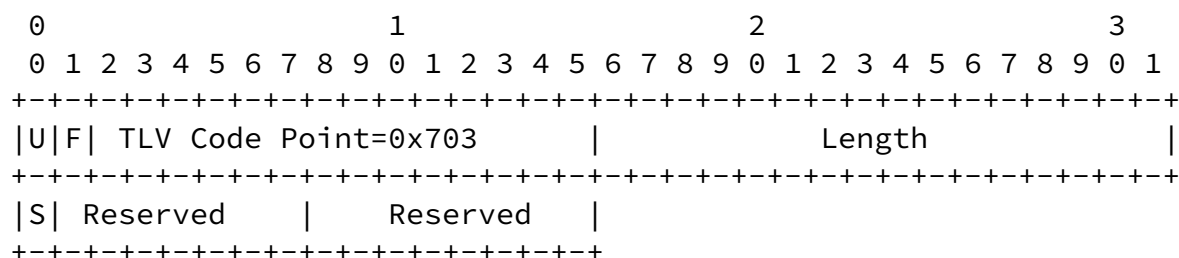 0                   1                   2                   3
0 1 2 3 4 5 6 7 8 9 0 1 2 3 4 5 6 7 8 9 0 1 2 3 4 5 6 7 8 9 0 1
+-+-+-+-+-+-+-+-+-+-+-+-+-+-+-+-+-+-+-+-+-+-+-+-+-+-+-+-+-+-+-+-+
|U|F| TLV Code Point=0x703      |            Length             |
+-+-+-+-+-+-+-+-+-+-+-+-+-+-+-+-+-+-+-+-+-+-+-+-+-+-+-+-+-+-+-+-+
|S| Reserved    |    Reserved   |
+-+-+-+-+-+-+-+-+-+-+-+-+-+-+-+-+